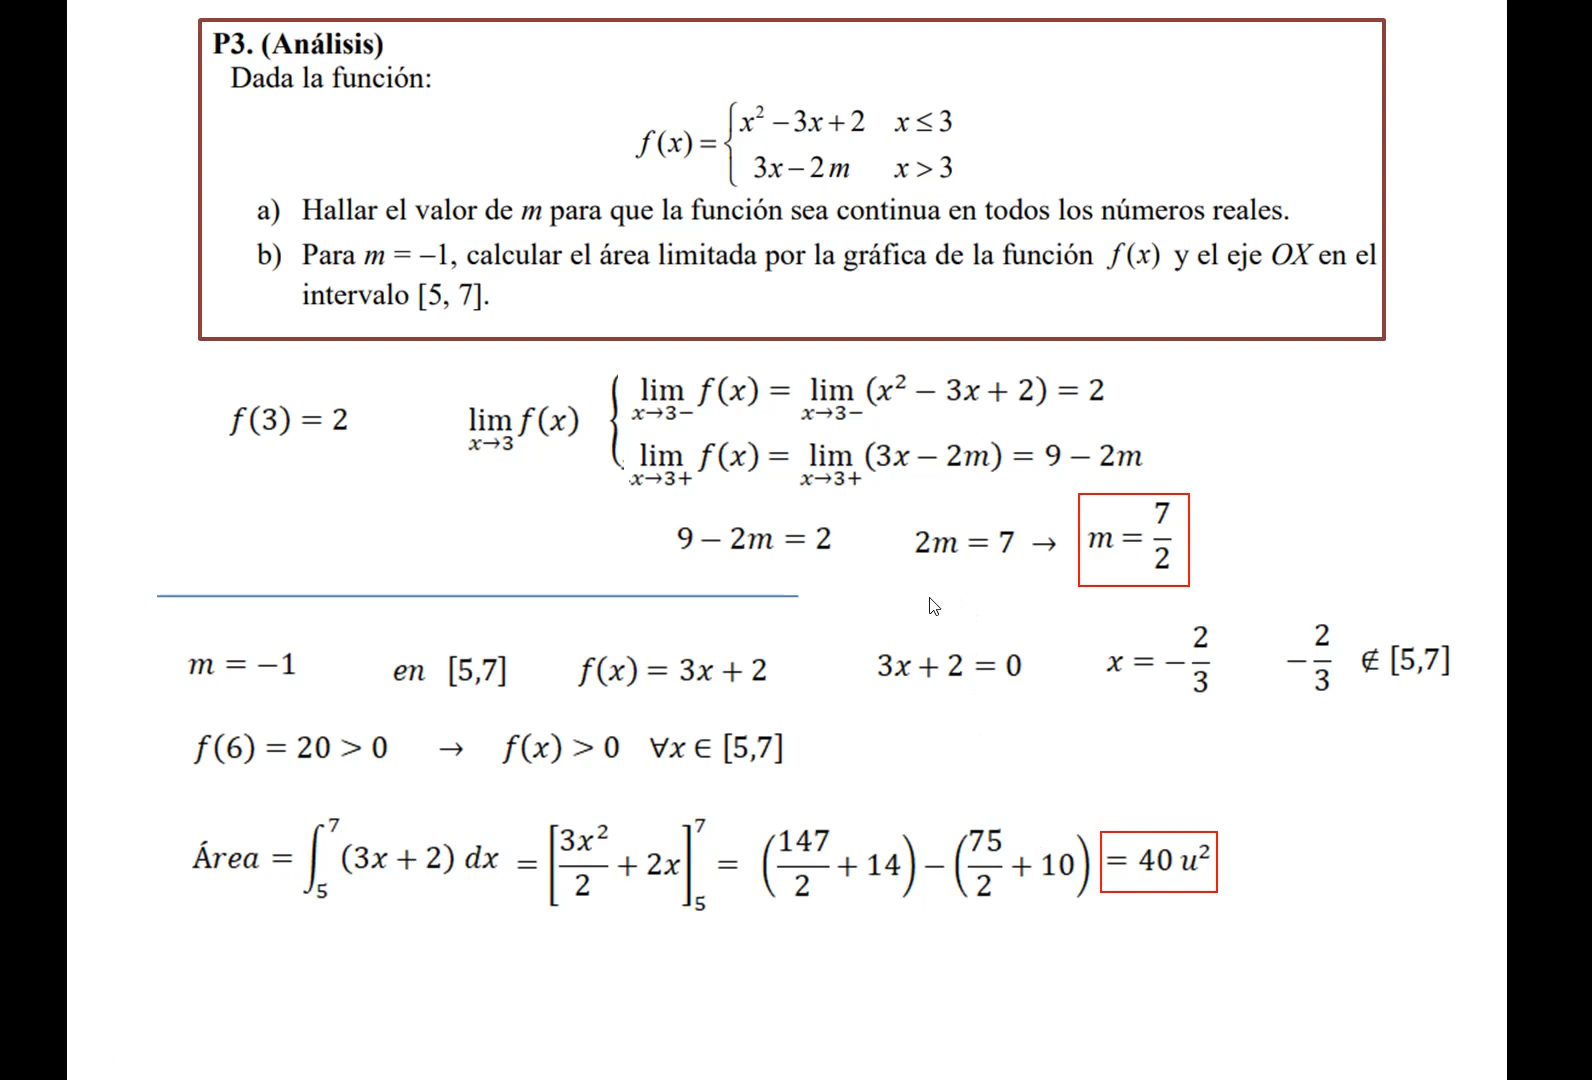 P3. (Análisis)
Dada la función:
f(x) = { x² − 3x + 2   x ≤ 3
3x − 2m   x > 3
a) Hallar el valor de m para que la función sea continua en todos los números reales.
b) Para m = −1, calcular el área limitada por la gráfica de la función f(x) y el eje OX en el
intervalo [5, 7].
f(3) = 2   lim x→3 f(x) { lim x→3− f(x) = lim x→3− (x² − 3x + 2) = 2
lim x→3+ f(x) = lim x→3+ (3x − 2m) = 9 − 2m
9 − 2m = 2   2m = 7 → m = 7/2
m = −1   en [5,7]   f(x) = 3x + 2   3x + 2 = 0   x = −2/3   −2/3 ∉ [5,7]
f(6) = 20 > 0 → f(x) > 0 ∀x ∈ [5,7]
Área = ∫₅⁷ (3x + 2) dx = [3x²/2 + 2x]₅⁷ = (147/2 + 14) − (75/2 + 10) = 40 u²